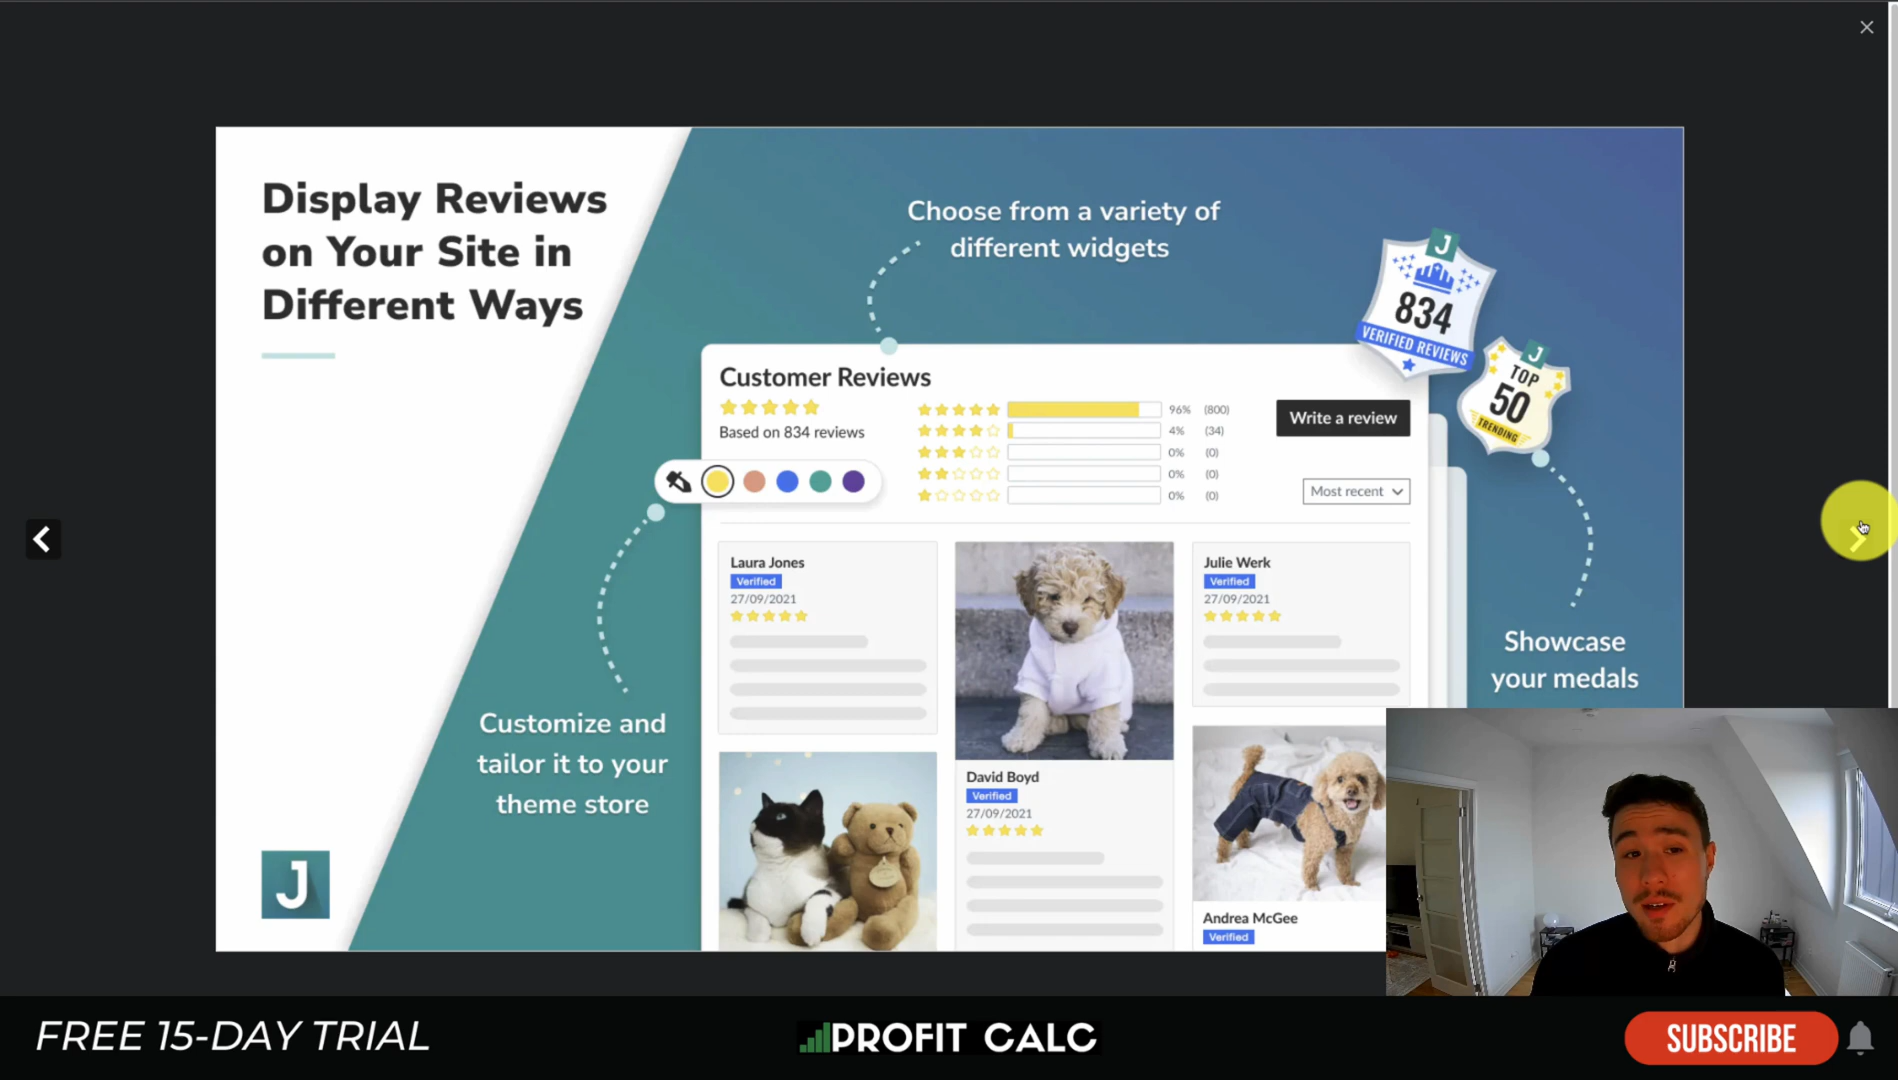 Display Reviews
on Your Site in
Different Ways
Choose from a variety of
different widgets
J
834
VERIFIED REVIEWS
J
TOP
50
TRENDING
Customer Reviews
Based on 834 reviews
96% (800)
4% (34)
0% (0)
0% (0)
0% (0)
Write a review
Most recent
Laura Jones
Verified
27/09/2021
David Boyd
Verified
27/09/2021
Julie Werk
Verified
27/09/2021
Andrea McGee
Verified
Customize and
tailor it to your
theme store
Showcase
your medals
J
FREE 15-DAY TRIAL
PROFIT CALC
SUBSCRIBE